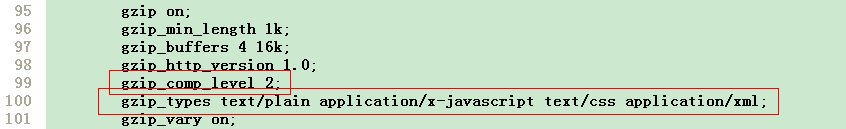 95 gzip on;
96 gzip_min_length 1k;
97 gzip_buffers 4 16k;
98 gzip_http_version 1.0;
99 gzip_comp_level 2;
100 gzip_types text/plain application/x-javascript text/css application/xml;
101 gzip_vary on;